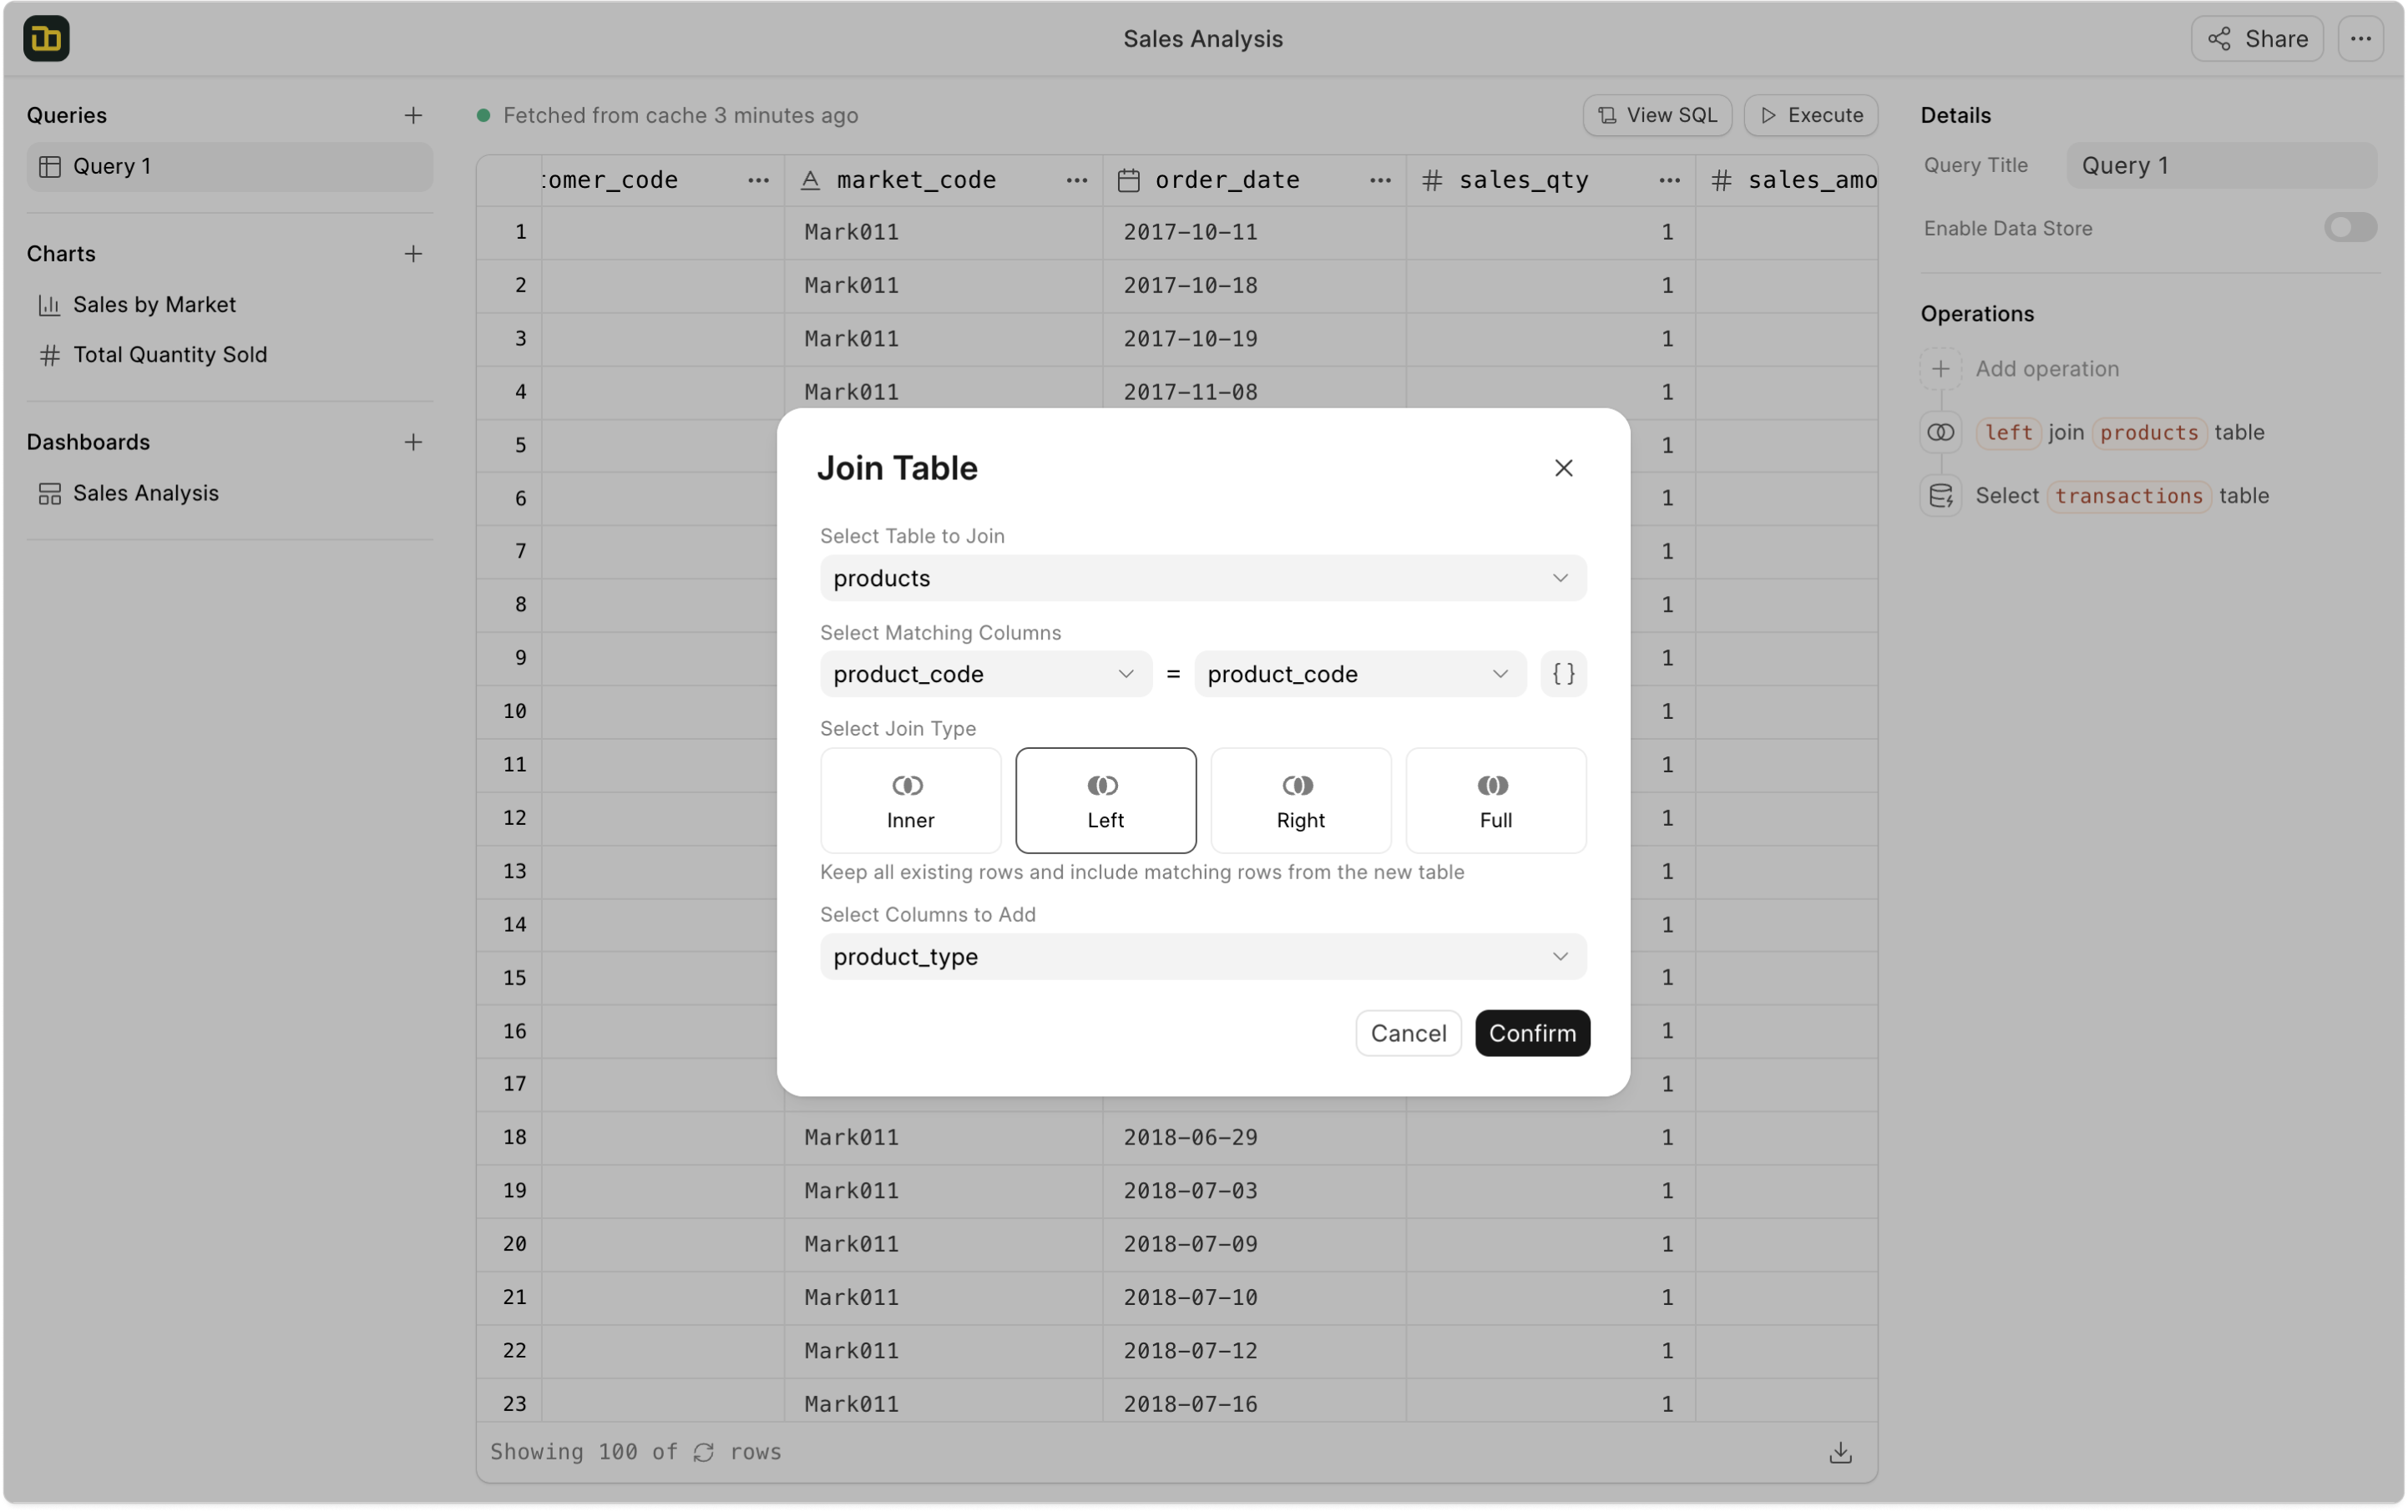 Sales Analysis
Share
Queries
Query 1
Charts
Sales by Market
Total Quantity Sold
Dashboards
Sales Analysis
Fetched from cache 3 minutes ago
View SQL
Execute
omer_code market_code order_date sales_qty sales_amo
1 Mark011 2017-10-11 1
2 Mark011 2017-10-18 1
3 Mark011 2017-10-19 1
4 Mark011 2017-11-08 1
5 1
6 1
7 1
8 1
9 1
10 1
11 1
12 1
13 1
14 1
15 1
16 1
17 1
18 Mark011 2018-06-29 1
19 Mark011 2018-07-03 1
20 Mark011 2018-07-09 1
21 Mark011 2018-07-10 1
22 Mark011 2018-07-12 1
23 Mark011 2018-07-16 1
Showing 100 of rows
Join Table
Select Table to Join
products
Select Matching Columns
product_code = product_code {}
Select Join Type
Inner Left Right Full
Keep all existing rows and include matching rows from the new table
Select Columns to Add
product_type
Cancel Confirm
Details
Query Title Query 1
Enable Data Store
Operations
Add operation
left join products table
Select transactions table